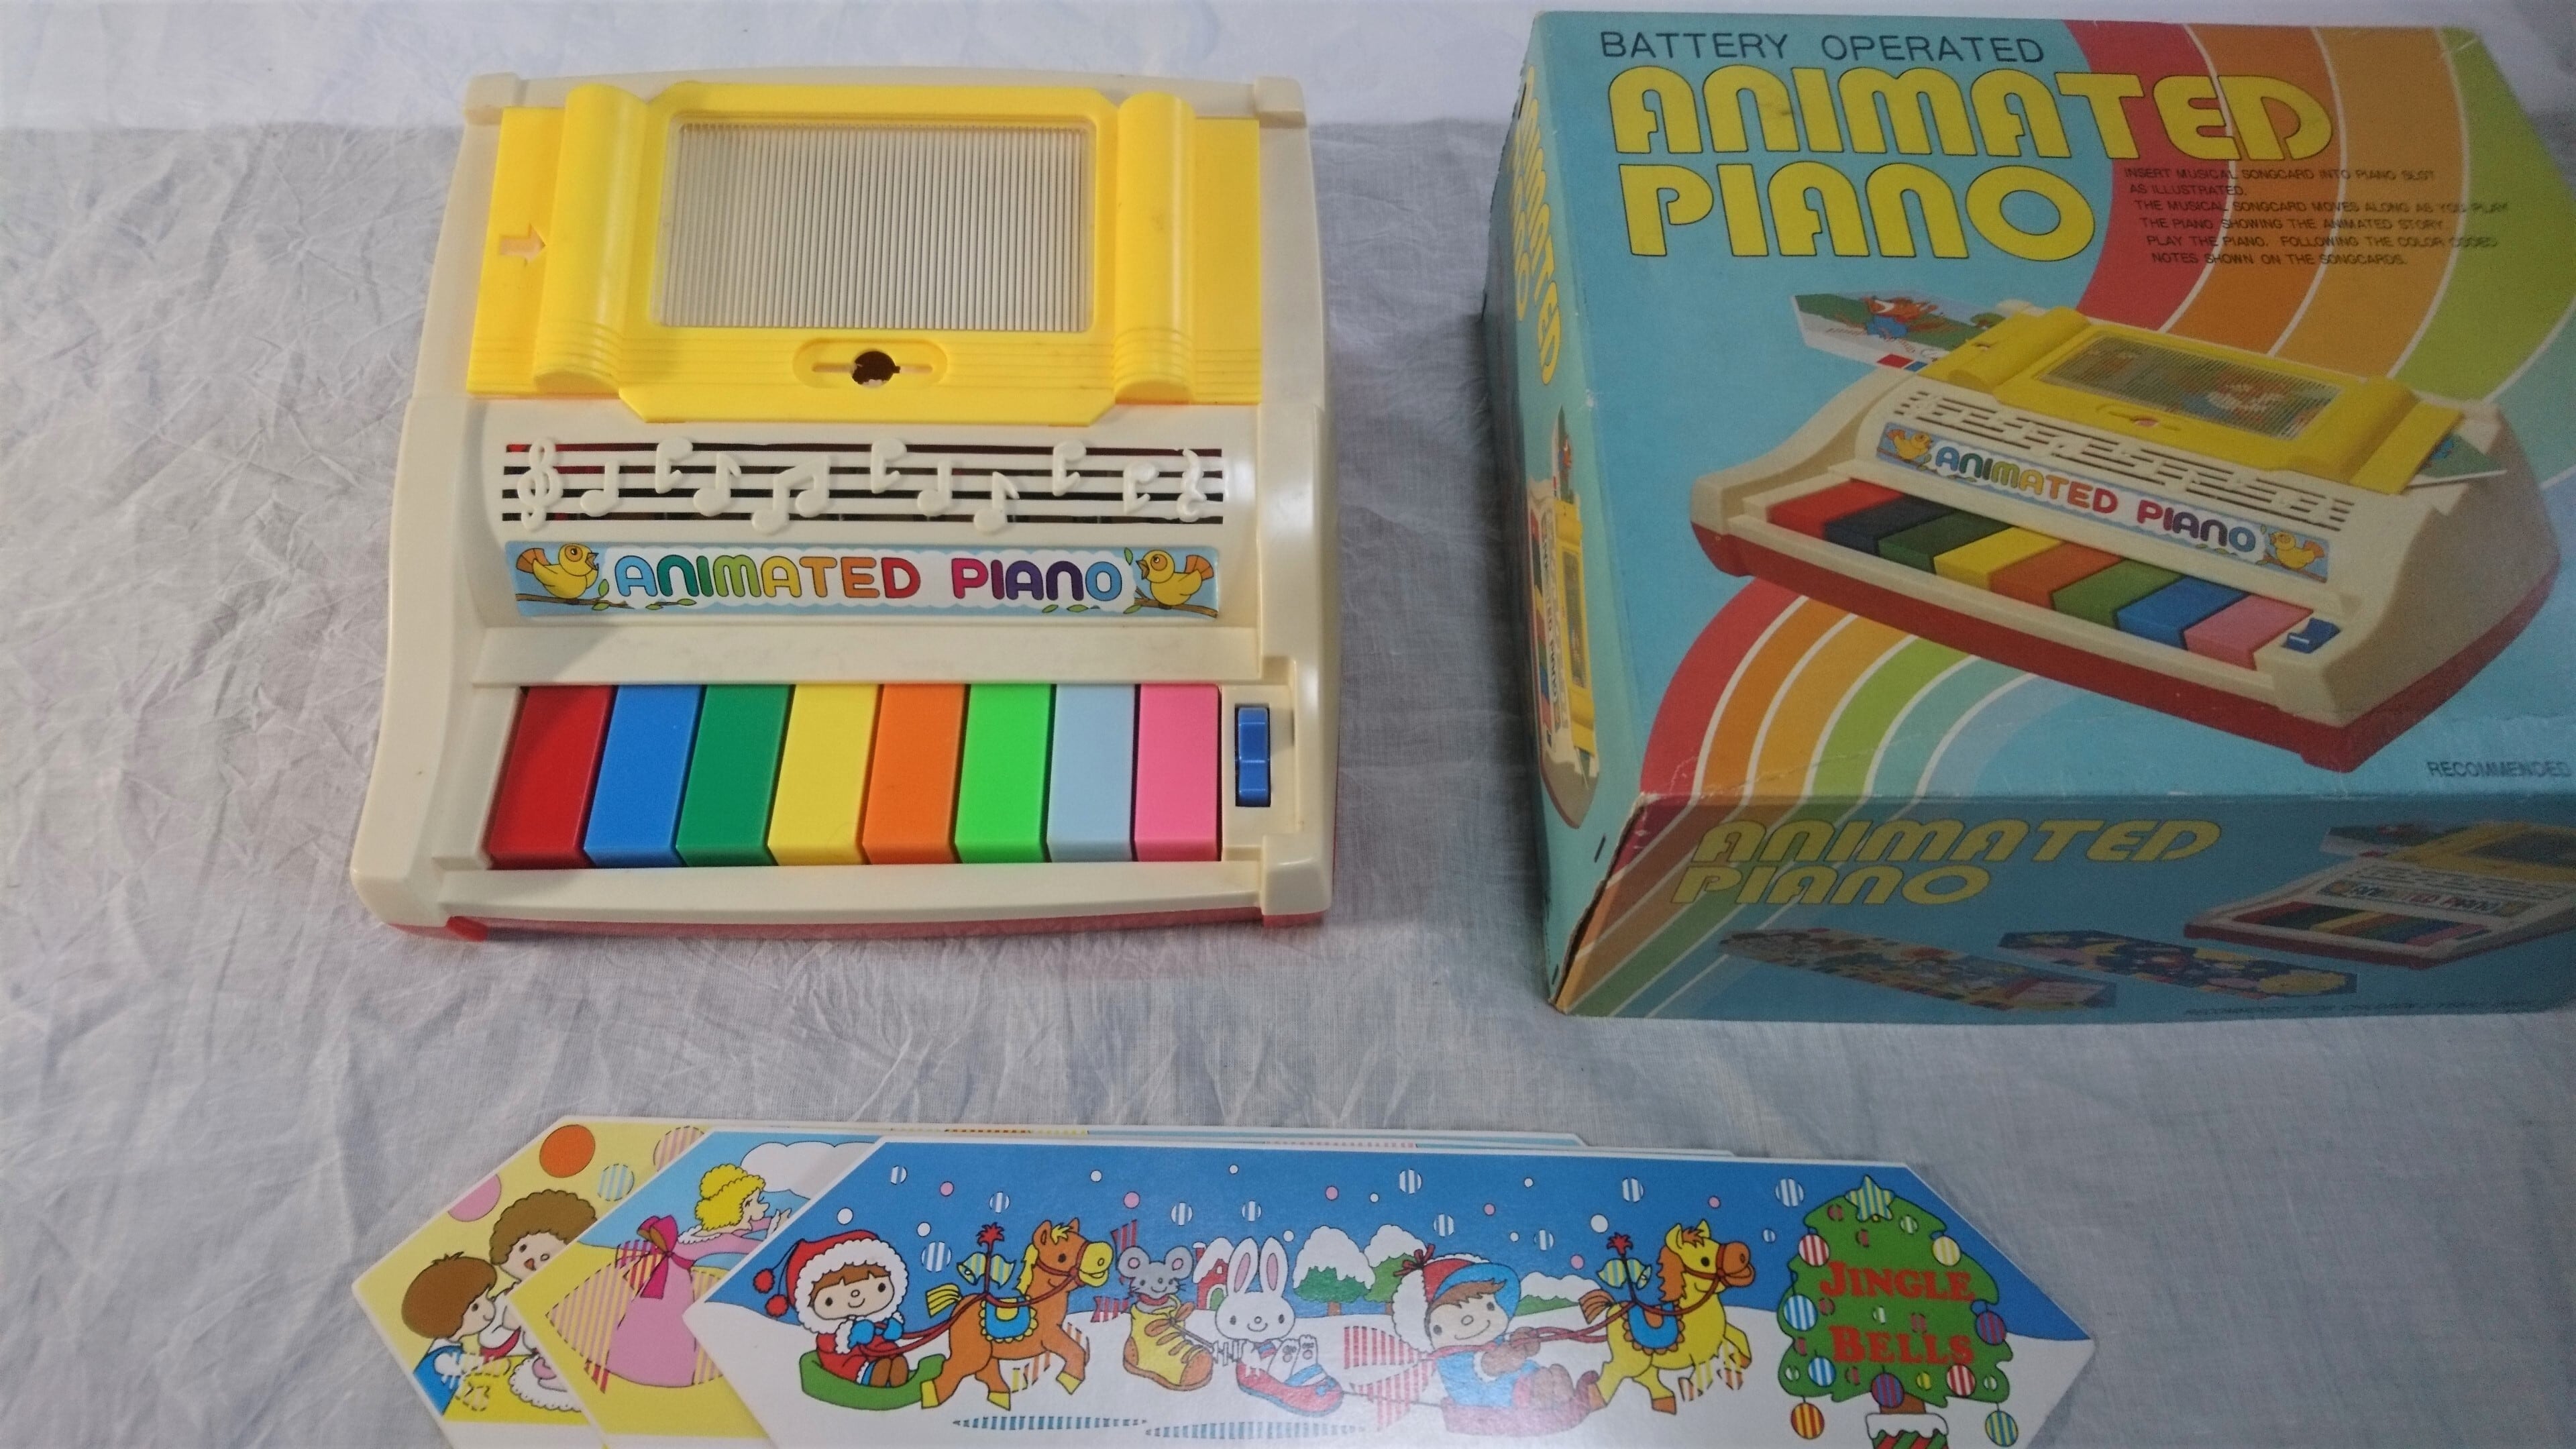 BATTERY OPERATED
ANIMATED
PIANO
INSERT MUSICAL SONGCARD INTO PIANO SLOT
AS ILLUSTRATED.
THE MUSICAL SONGCARD MOVES ALONG AS YOU PLAY
THE PIANO SHOWING THE ANIMATED STORY.
PLAY THE PIANO. FOLLOWING THE COLOR CODED
NOTES SHOWN ON THE SONGCARDS.
ANIMATED PIANO
ANIMATED PIANO
RECOMMENDED
ANIMATED
PIANO
ANIMATED PIANO
ANIMATED
JINGLE
BELLS